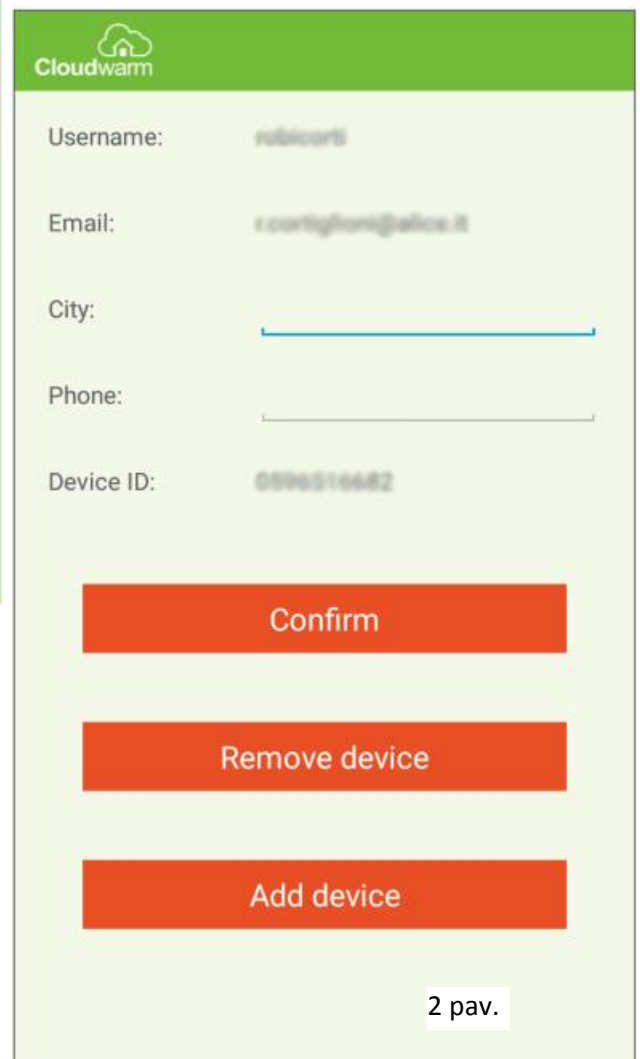 Cloudwarm
Username:
Email:
City:
Phone:
Device ID:
Confirm
Remove device
Add device
2 pav.